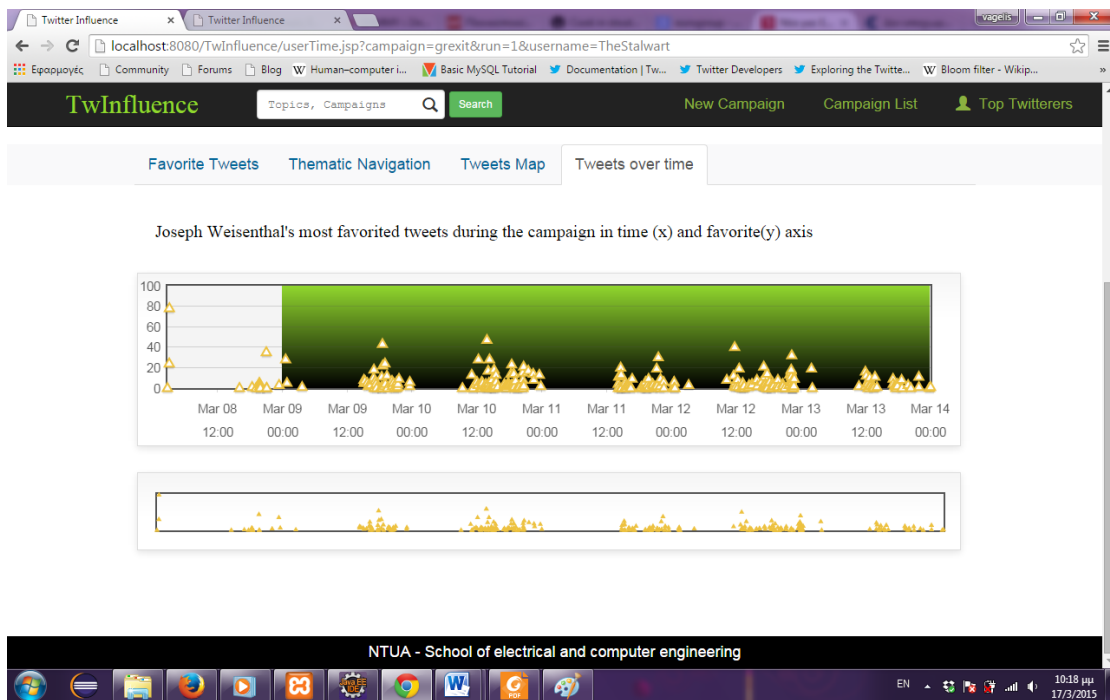 Twitter Influence × Twitter Influence × vagelis
localhost:8080/TwInfluence/userTime.jsp?campaign=grexit&run=1&username=TheStalwart
Εφαρμογές Community Forums Blog W Human–computer i... Basic MySQL Tutorial Documentation | Tw... Twitter Developers Exploring the Twitte... W Bloom filter - Wikip... »
TwInfluence Topics, Campaigns Search New Campaign Campaign List Top Twitterers
Favorite Tweets Thematic Navigation Tweets Map Tweets over time
Joseph Weisenthal's most favorited tweets during the campaign in time (x) and favorite(y) axis
100
80
60
40
20
0
Mar 08 Mar 09 Mar 09 Mar 10 Mar 10 Mar 11 Mar 11 Mar 12 Mar 12 Mar 13 Mar 13 Mar 14
12:00 00:00 12:00 00:00 12:00 00:00 12:00 00:00 12:00 00:00 12:00 00:00
NTUA - School of electrical and computer engineering
Java EE
IDE
W
G
PDF
EN
10:18 μμ
17/3/2015